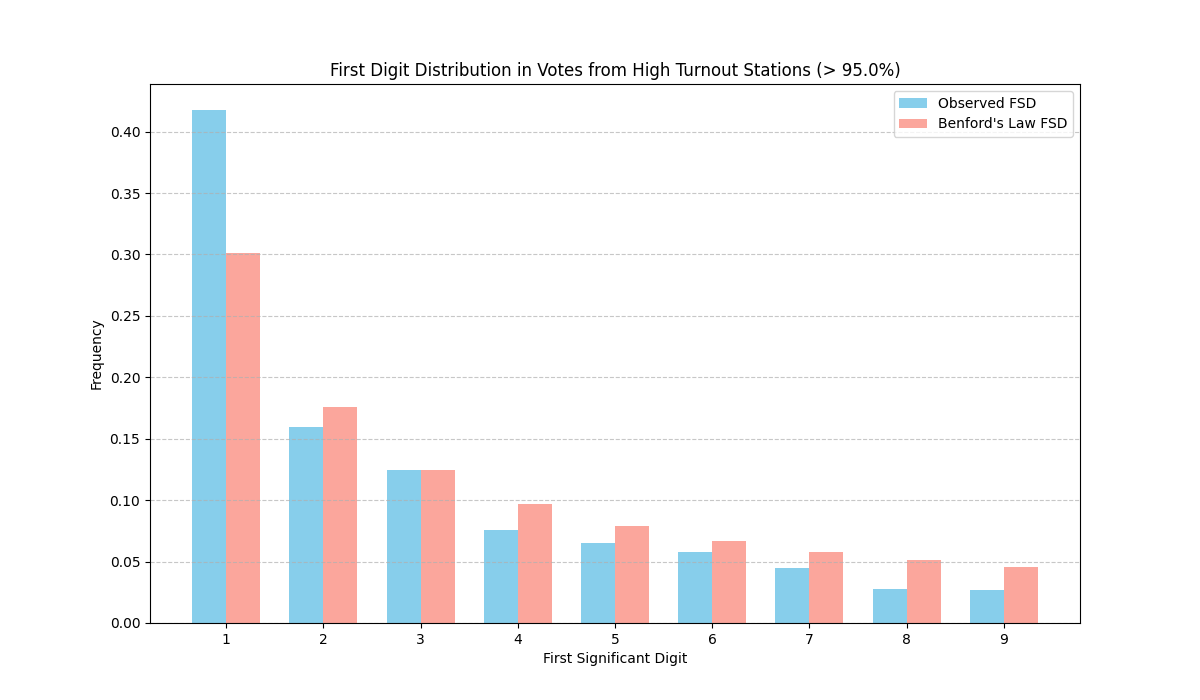 First Digit Distribution in Votes from High Turnout Stations (> 95.0%)
Observed FSD
Benford's Law FSD
Frequency
0.40
0.35
0.30
0.25
0.20
0.15
0.10
0.05
0.00
1 2 3 4 5 6 7 8 9
First Significant Digit